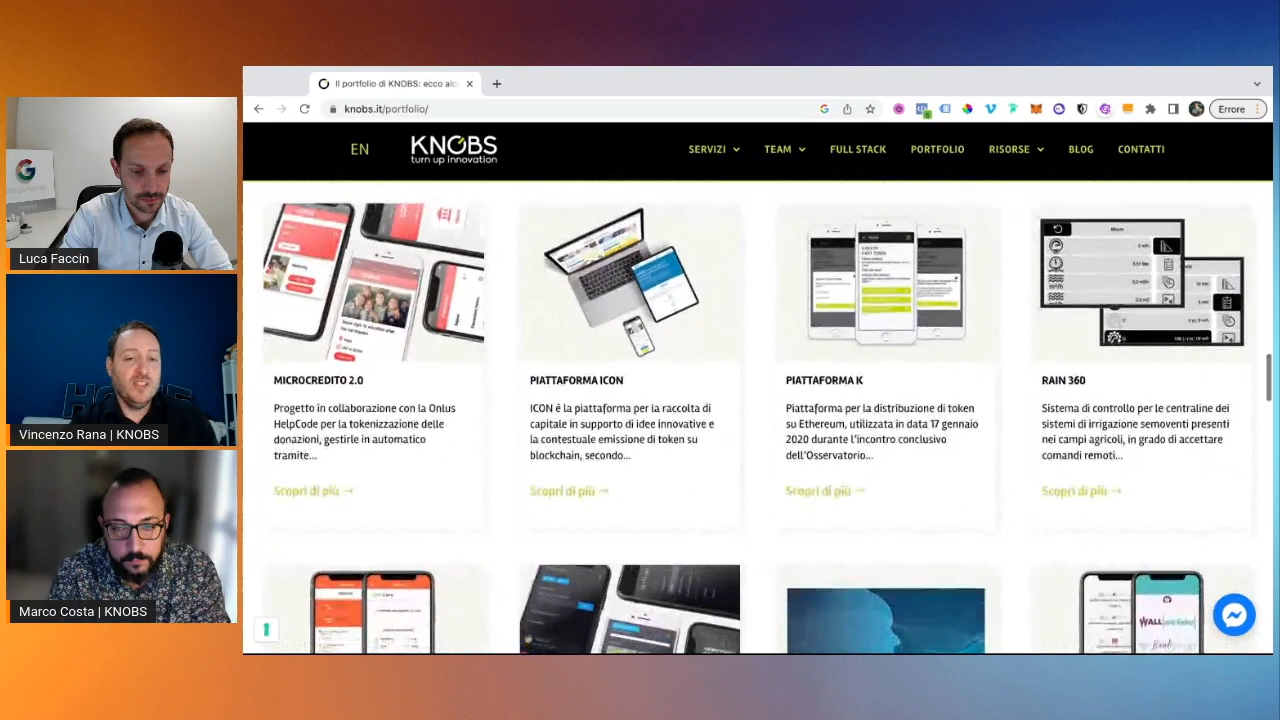 Luca Faccin
Vincenzo Rana | KNOBS
Marco Costa | KNOBS
Il portfolio di KNOBS: ecco alc
knobs.it/portfolio/
Errore
EN
KNOBS
turn up innovation
SERVIZI
TEAM
FULL STACK
PORTFOLIO
RISORSE
BLOG
CONTATTI
MICROCREDITO 2.0
Progetto in collaborazione con la Onlus
HelpCode per la tokenizzazione delle
donazioni, gestirle in automatico
tramite...
Scopri di più →
PIATTAFORMA ICON
ICON é la piattaforma per la raccolta di
capitale in supporto di idee innovative e
la contestuale emissione di token su
blockchain, secondo...
Scopri di più →
PIATTAFORMA K
Piattaforma per la distribuzione di token
su Ethereum, utilizzata in data 17 gennaio
2020 durante l'incontro conclusivo
dell'Osservatorio...
Scopri di più →
RAIN 360
Sistema di controllo per le centraline dei
sistemi di irrigazione semoventi presenti
nei campi agricoli, in grado di accettare
comandi remoti...
Scopri di più →